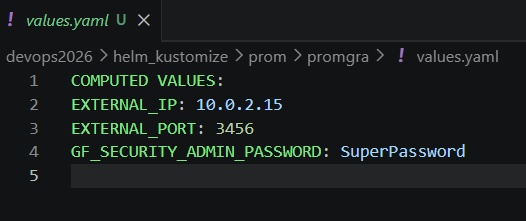 ! values.yaml U ×
devops2026 > helm_kustomize > prom > promgra > ! values.yaml
1 COMPUTED VALUES:
2 EXTERNAL_IP: 10.0.2.15
3 EXTERNAL_PORT: 3456
4 GF_SECURITY_ADMIN_PASSWORD: SuperPassword
5